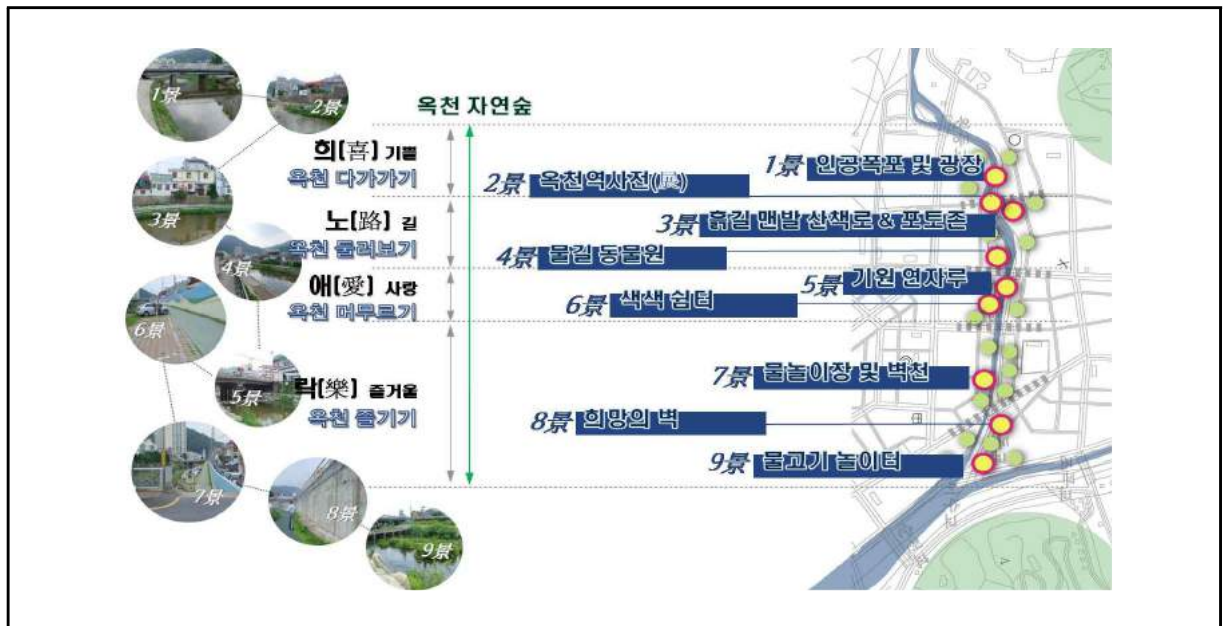 1景
2景
옥천 자연숲
희(喜) 기쁠
옥천 다가가기
1景 인공폭포 및 광장
2景 옥천역사전(展)
3景
노(路) 길
옥천 둘러보기
3景 흙길 맨발 산책로 & 포토존
4景
4景 물길 동물원
애(愛) 사랑
옥천 머무르기
5景 기원 연자루
6景
6景 색색 쉼터
5景
락(樂) 즐거울
옥천 즐기기
7景 물놀이장 및 벽천
8景 희망의 벽
7景
9景 물고기 놀이터
8景
9景